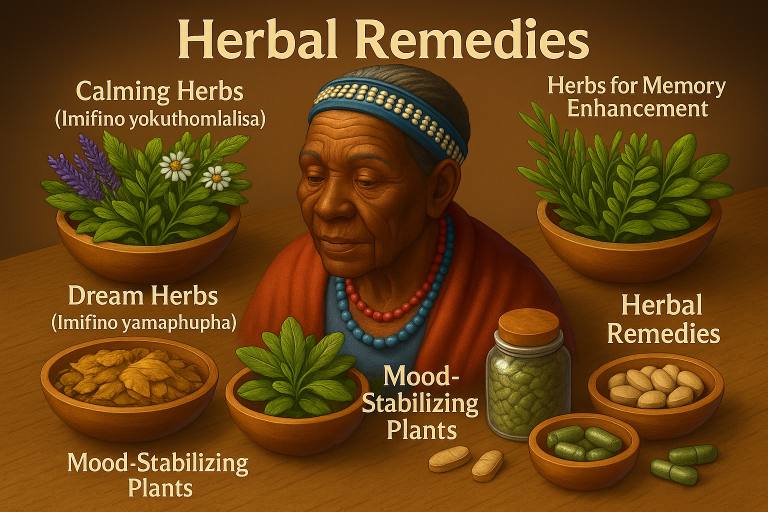 Herbal Remedies
Calming Herbs
(Imifino yokuthomlalisa)
Herbs for Memory
Enhancement
Dream Herbs
(Imifino yamaphupha)
Herbal
Remedies
Mood-
Stabilizing
Plants
Mood-Stabilizing
Plants